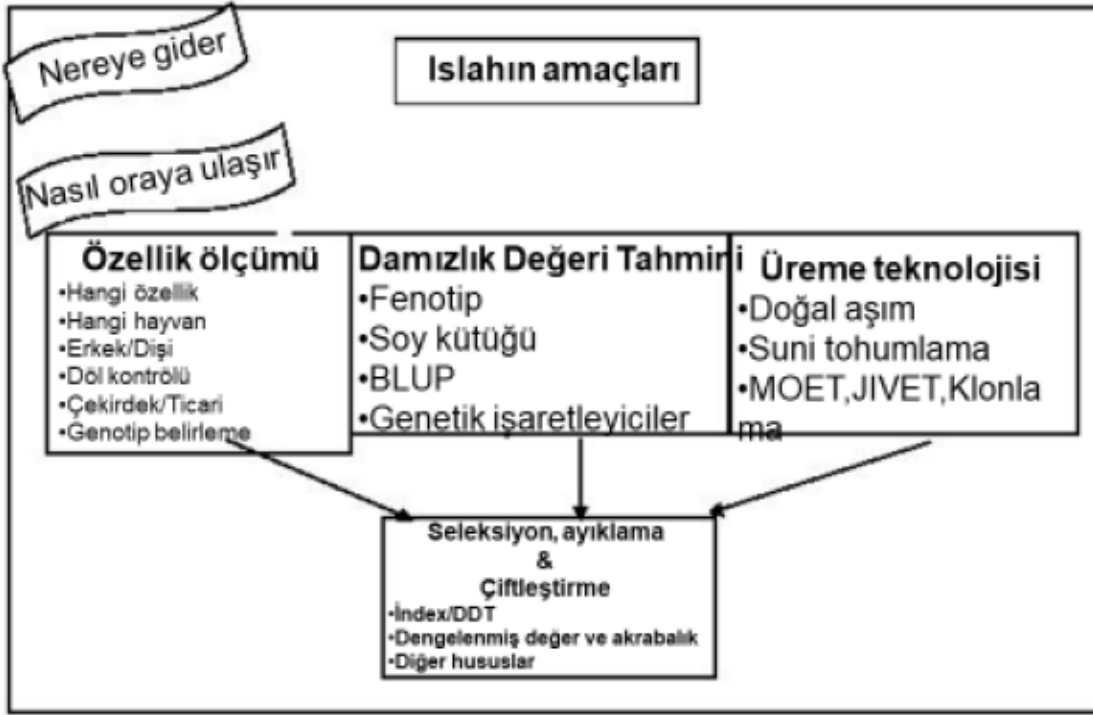 Nereye gider
Islahın amaçları
Nasıl oraya ulaşır
Özellik ölçümü
•Hangi özellik
•Hangi hayvan
•Erkek/Dişi
•Döl kontrölü
•Çekirdek/Ticari
•Genotip belirleme
Damızlık Değeri Tahmini
•Fenotip
•Soy kütüğü
•BLUP
•Genetik işaretleyiciler
Üreme teknolojisi
•Doğal aşım
•Suni tohumlama
•MOET,JIVET,Klonla
ma
Seleksiyon, ayıklama
&
Çiftleştirme
•İndex/DDT
•Dengelenmiş değer ve akrabalık
•Diğer hususlar